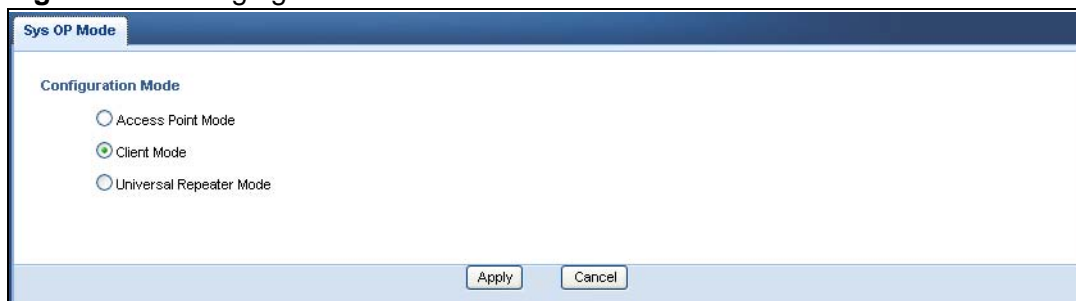 Sys OP Mode
Configuration Mode
Access Point Mode
Client Mode
Universal Repeater Mode
Apply Cancel